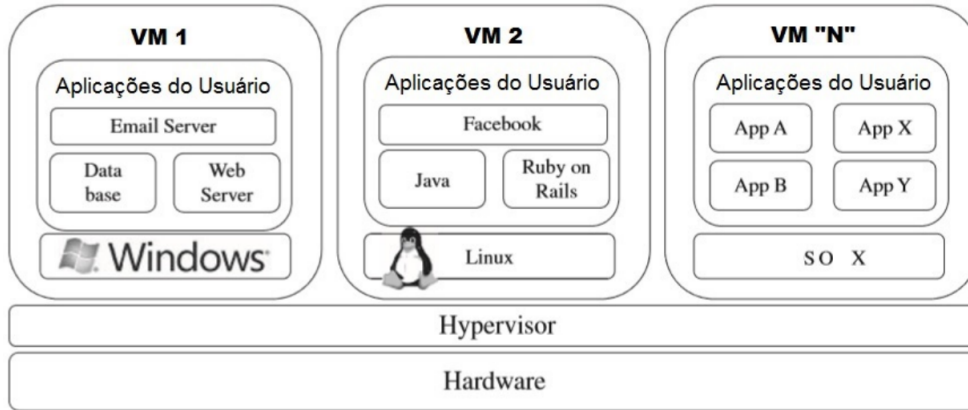 VM 1
Aplicações do Usuário
Email Server
Data
base
Web
Server
Windows
VM 2
Aplicações do Usuário
Facebook
Java
Ruby on
Rails
Linux
VM "N"
Aplicações do Usuário
App A
App X
App B
App Y
S O X
Hypervisor
Hardware